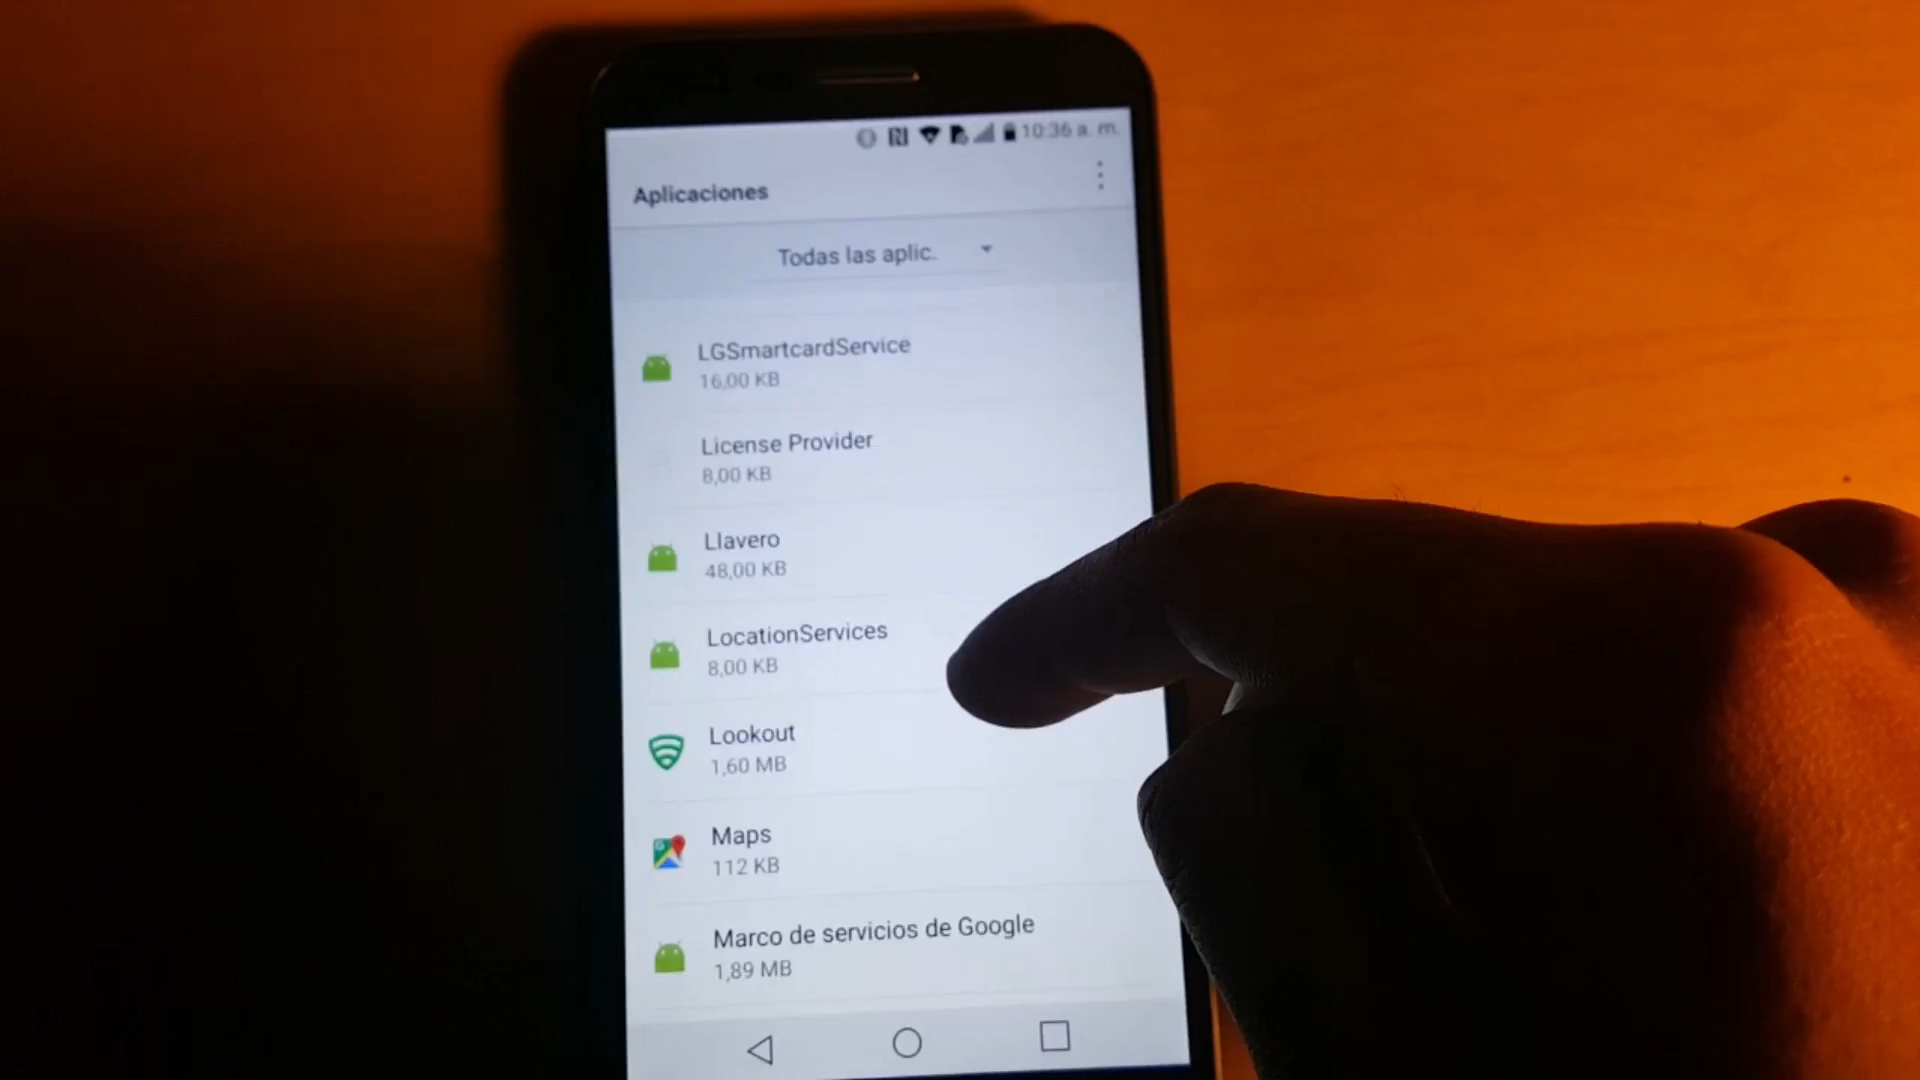 10:36 a. m.
Aplicaciones
Todas las aplic.
LGSmartcardService
16,00 KB
License Provider
8,00 KB
Llavero
48,00 KB
LocationServices
8,00 KB
Lookout
1,60 MB
Maps
112 KB
Marco de servicios de Google
1,89 MB